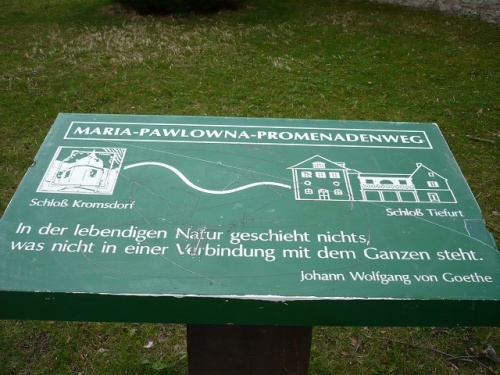 MARIA-PAWLOWNA-PROMENADENWEG
Schloß Kromsdorf
Schloß Tiefurt
In der lebendigen Natur geschieht nichts,
was nicht in einer Verbindung mit dem Ganzen steht.
Johann Wolfgang von Goethe